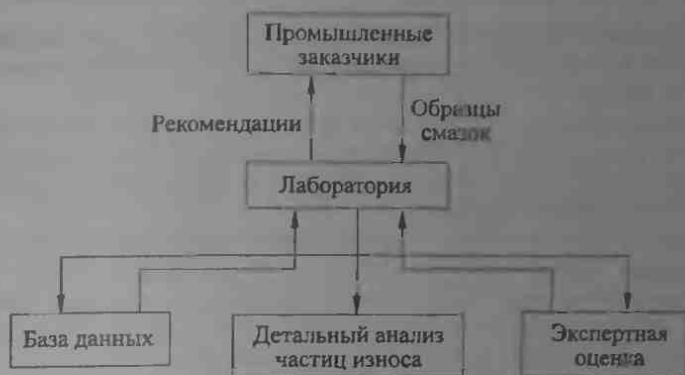 Промышленные
заказчики
Рекомендации
Образцы
смазок
Лаборатория
База данных
Детальный анализ
частиц износа
Экспертная
оценка